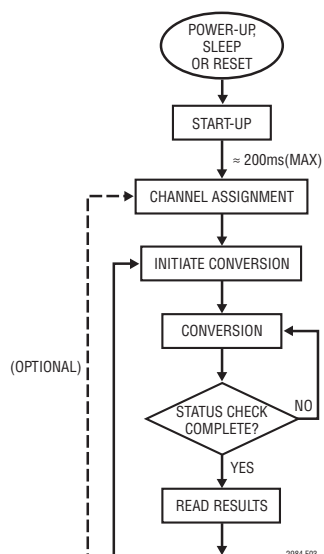 POWER-UP,
SLEEP
OR RESET
START-UP
≈ 200ms(MAX)
CHANNEL ASSIGNMENT
INITIATE CONVERSION
CONVERSION
(OPTIONAL)
STATUS CHECK
COMPLETE?
NO
YES
READ RESULTS
2984 F03